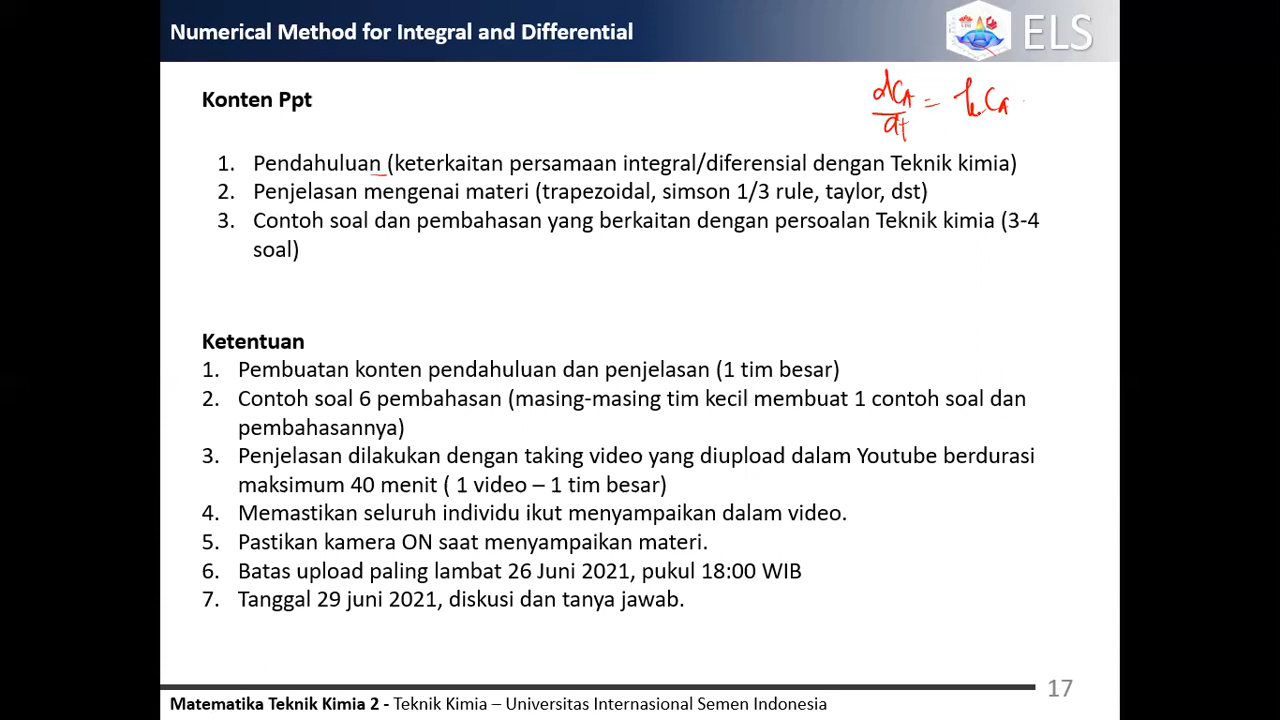 Numerical Method for Integral and Differential
ELS
Konten Ppt
dCA/dt = k.CA
1. Pendahuluan (keterkaitan persamaan integral/diferensial dengan Teknik kimia)
2. Penjelasan mengenai materi (trapezoidal, simson 1/3 rule, taylor, dst)
3. Contoh soal dan pembahasan yang berkaitan dengan persoalan Teknik kimia (3-4
soal)
Ketentuan
1. Pembuatan konten pendahuluan dan penjelasan (1 tim besar)
2. Contoh soal 6 pembahasan (masing-masing tim kecil membuat 1 contoh soal dan
pembahasannya)
3. Penjelasan dilakukan dengan taking video yang diupload dalam Youtube berdurasi
maksimum 40 menit ( 1 video – 1 tim besar)
4. Memastikan seluruh individu ikut menyampaikan dalam video.
5. Pastikan kamera ON saat menyampaikan materi.
6. Batas upload paling lambat 26 Juni 2021, pukul 18:00 WIB
7. Tanggal 29 juni 2021, diskusi dan tanya jawab.
17
Matematika Teknik Kimia 2 - Teknik Kimia – Universitas Internasional Semen Indonesia